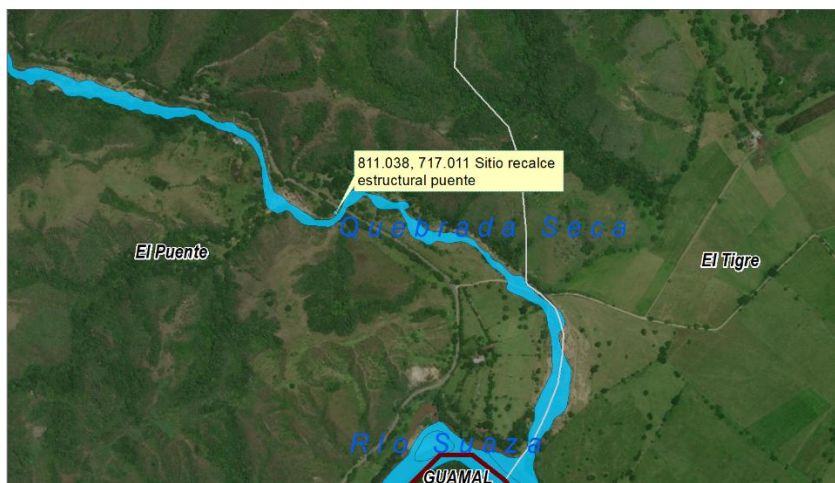 811.038, 717.011 Sitio recalce
estructural puente
Quebrada Seca
El Puente
El Tigre
Río Suaza
GUAMAL